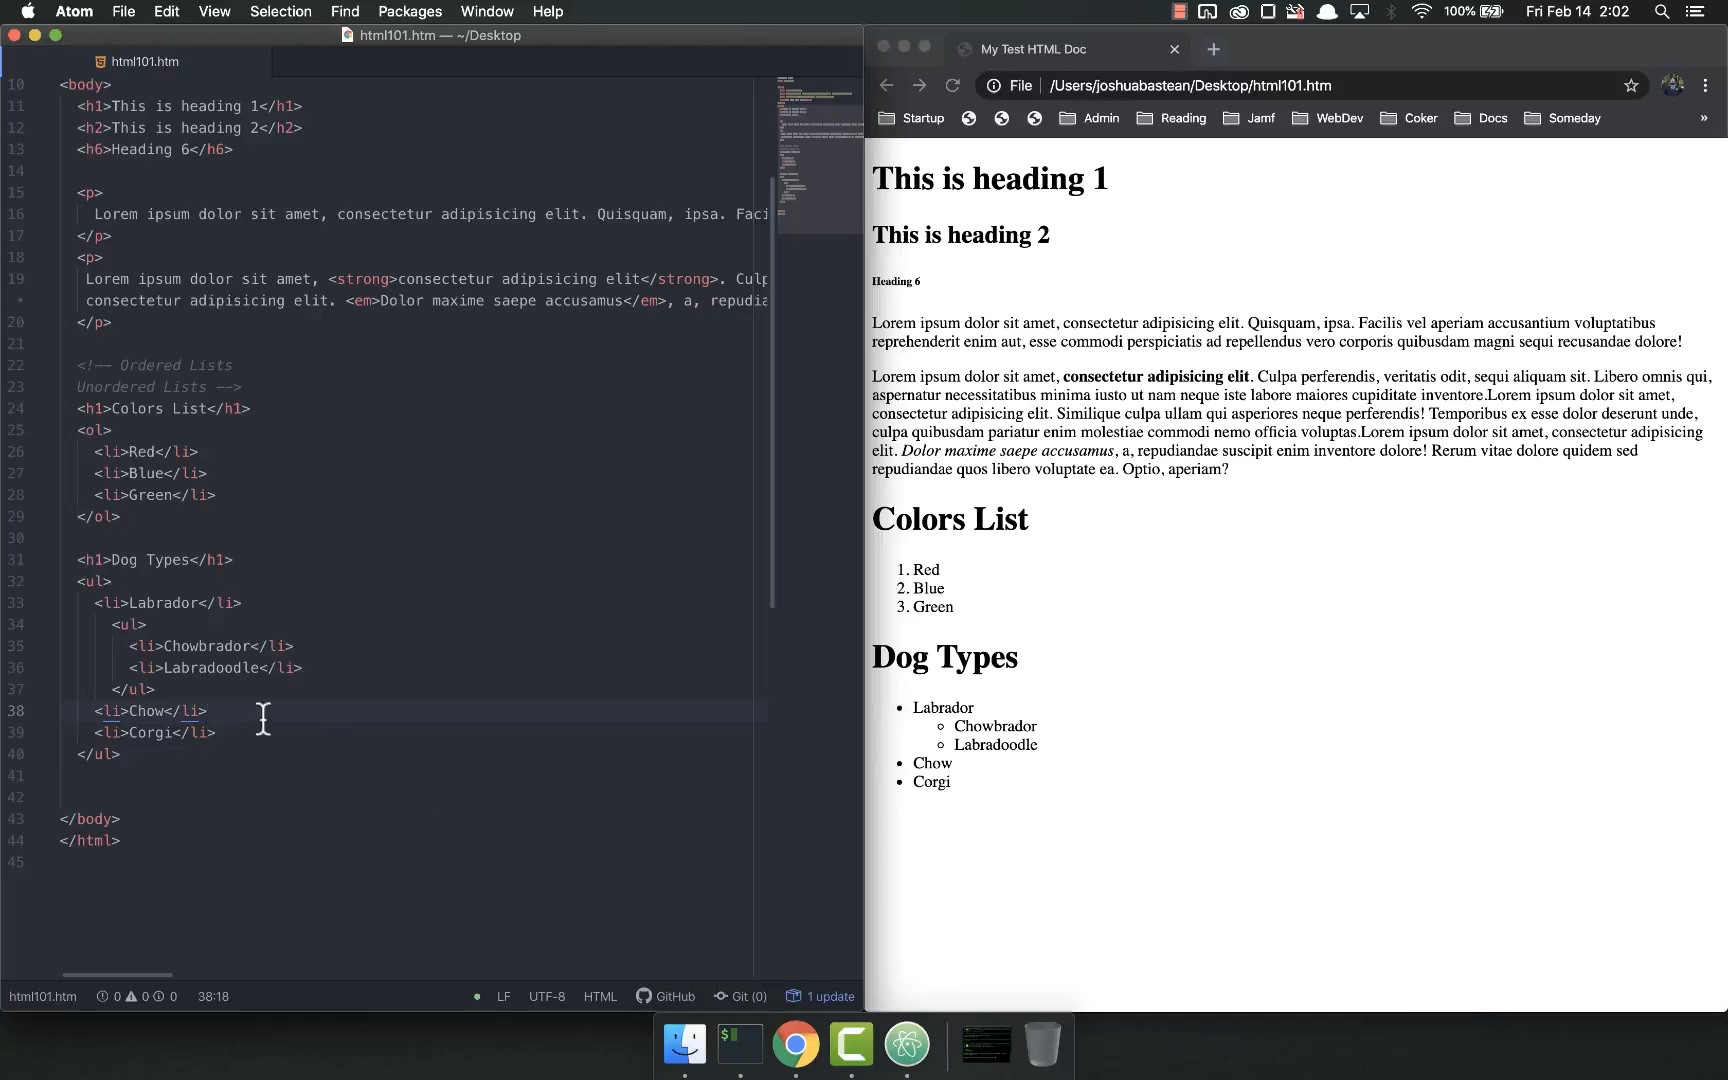 Atom File Edit View Selection Find Packages Window Help 100% Fri Feb 14 2:02
html101.htm — ~/Desktop
html101.htm
10 <body>
11 <h1>This is heading 1</h1>
12 <h2>This is heading 2</h2>
13 <h6>Heading 6</h6>
14
15 <p>
16 Lorem ipsum dolor sit amet, consectetur adipisicing elit. Quisquam, ipsa. Faci
17 </p>
18 <p>
19 Lorem ipsum dolor sit amet, <strong>consectetur adipisicing elit</strong>. Culp
• consectetur adipisicing elit. <em>Dolor maxime saepe accusamus</em>, a, repudia
20 </p>
21
22 <!-- Ordered Lists
23 Unordered Lists -->
24 <h1>Colors List</h1>
25 <ol>
26 <li>Red</li>
27 <li>Blue</li>
28 <li>Green</li>
29 </ol>
30
31 <h1>Dog Types</h1>
32 <ul>
33 <li>Labrador</li>
34 <ul>
35 <li>Chowbrador</li>
36 <li>Labradoodle</li>
37 </ul>
38 <li>Chow</li>
39 <li>Corgi</li>
40 </ul>
41
42
43 </body>
44 </html>
45
html101.htm 0 0 0 38:18 LF UTF-8 HTML GitHub Git (0) 1 update
My Test HTML Doc
File /Users/joshuabastean/Desktop/html101.htm
Startup Admin Reading Jamf WebDev Coker Docs Someday »
This is heading 1
This is heading 2
Heading 6
Lorem ipsum dolor sit amet, consectetur adipisicing elit. Quisquam, ipsa. Facilis vel aperiam accusantium voluptatibus
reprehenderit enim aut, esse commodi perspiciatis ad repellendus vero corporis quibusdam magni sequi recusandae dolore!
Lorem ipsum dolor sit amet, consectetur adipisicing elit. Culpa perferendis, veritatis odit, sequi aliquam sit. Libero omnis qui,
aspernatur necessitatibus minima iusto ut nam neque iste labore maiores cupiditate inventore.Lorem ipsum dolor sit amet,
consectetur adipisicing elit. Similique culpa ullam qui asperiores neque perferendis! Temporibus ex esse dolor deserunt unde,
culpa quibusdam pariatur enim molestiae commodi nemo officia voluptas.Lorem ipsum dolor sit amet, consectetur adipisicing
elit. Dolor maxime saepe accusamus, a, repudiandae suscipit enim inventore dolore! Rerum vitae dolore quidem sed
repudiandae quos libero voluptate ea. Optio, aperiam?
Colors List
1. Red
2. Blue
3. Green
Dog Types
• Labrador
◦ Chowbrador
◦ Labradoodle
• Chow
• Corgi
$